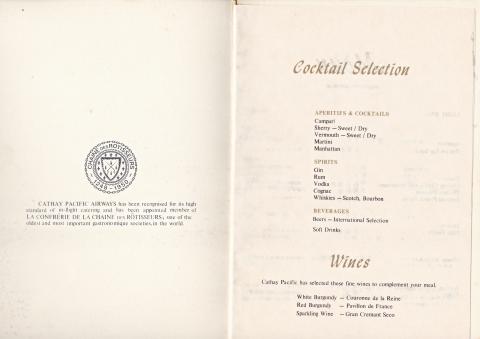 CHAINE DES RÔTISSEURS
1248 - 1950
CATHAY PACIFIC AIRWAYS has been recognised for its high
standard of in-flight catering and has been appointed member of
LA CONFRÉRIE DE LA CHAINE DES RÔTISSEURS, one of the
oldest and most important gastronomique societies, in the world.
Cocktail Selection
APERITIFS & COCKTAILS
Campari
Sherry – Sweet / Dry
Vermouth – Sweet / Dry
Martini
Manhattan
SPIRITS
Gin
Rum
Vodka
Cognac
Whiskies – Scotch, Bourbon
BEVERAGES
Beers – International Selection
Soft Drinks
Wines
Cathay Pacific has selected these fine wines to complement your meal.
White Burgundy – Couronne de la Reine
Red Burgundy – Pavillon de France
Sparkling Wine – Gran Cremant Seco